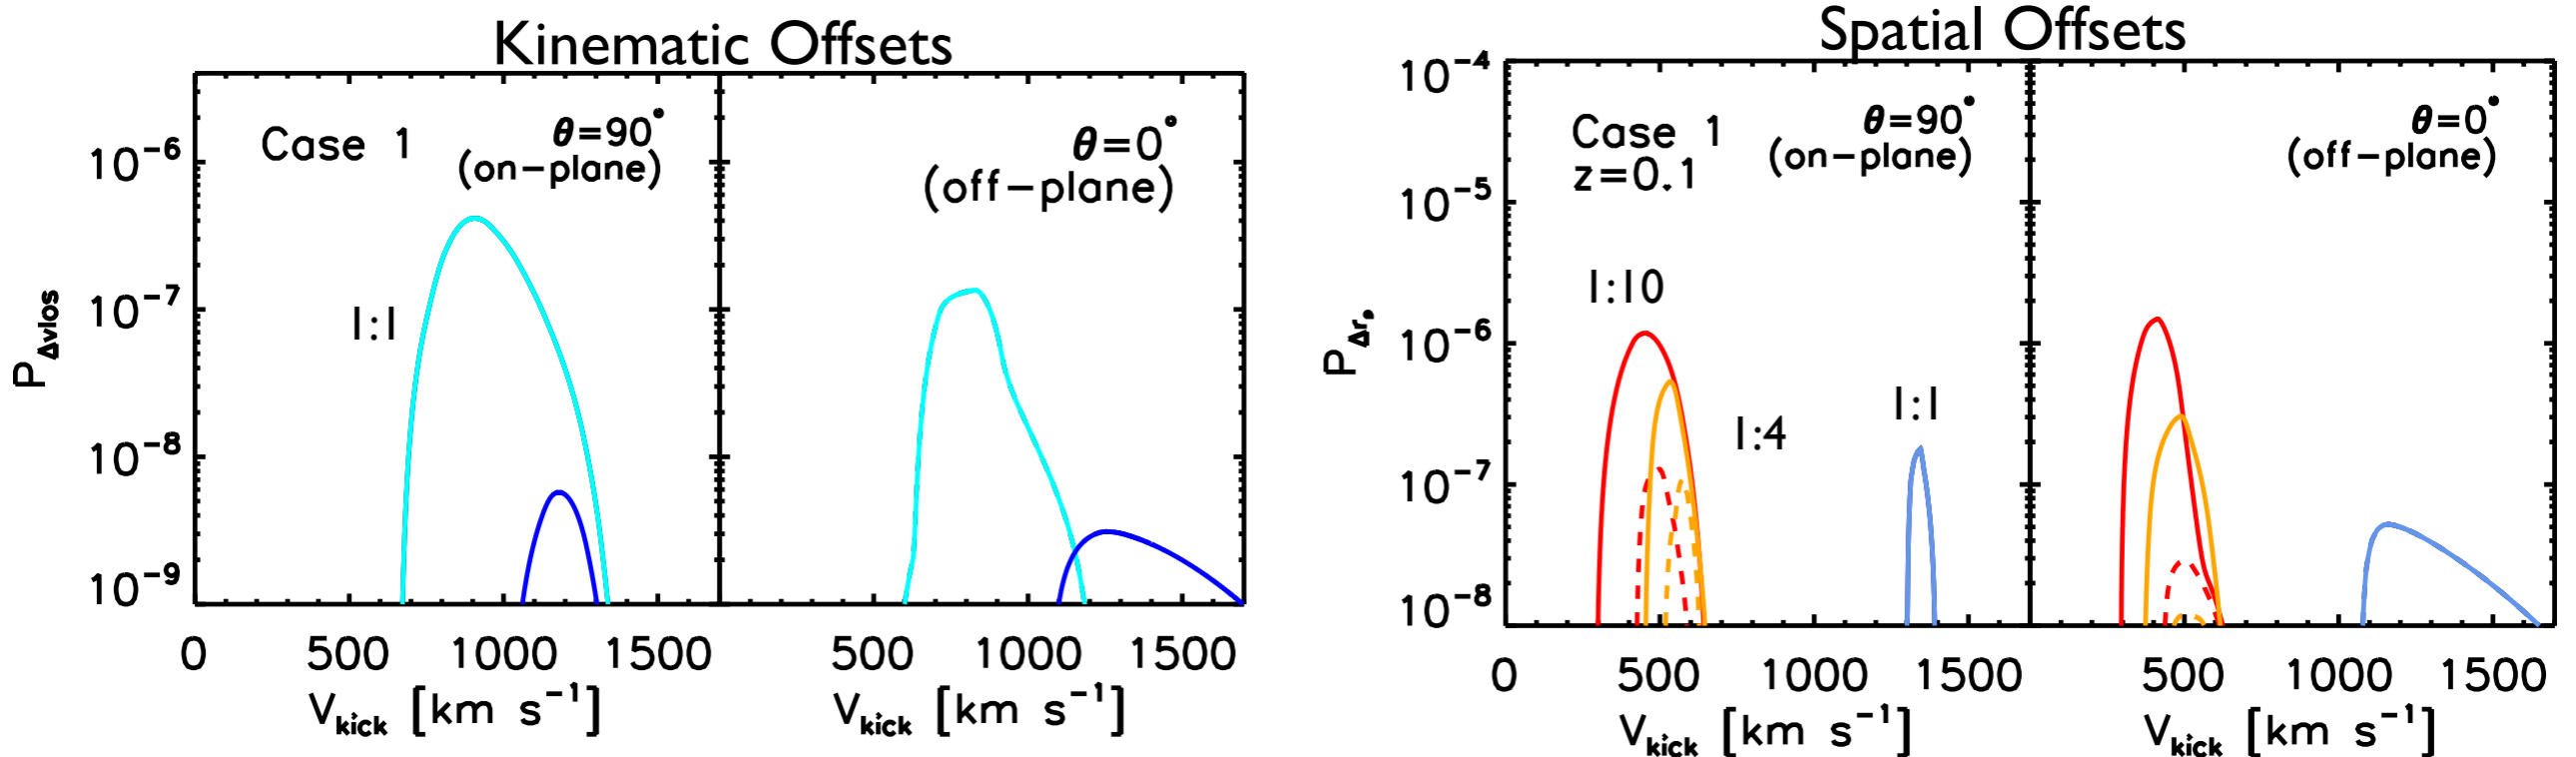 Kinematic Offsets
Case 1
θ=90°
(on-plane)
θ=0°
(off-plane)
1:1
P_Δvlos
10⁻⁶
10⁻⁷
10⁻⁸
10⁻⁹
0 500 1000 1500
500 1000 1500
V_kick [km s⁻¹]
V_kick [km s⁻¹]
Spatial Offsets
Case 1
z=0.1
θ=90°
(on-plane)
θ=0°
(off-plane)
1:10
1:4
1:1
10⁻⁴
10⁻⁵
10⁻⁶
10⁻⁷
10⁻⁸
0 500 1000 1500
500 1000 1500
V_kick [km s⁻¹]
V_kick [km s⁻¹]